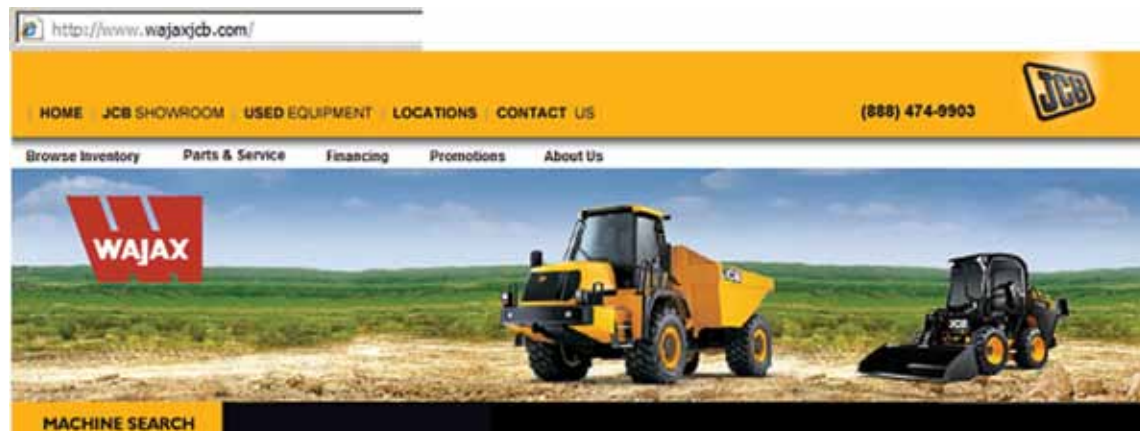 http://www.wajaxjcb.com/
JCB
HOME | JCB SHOWROOM | USED EQUIPMENT | LOCATIONS | CONTACT US (888) 474-9903
Browse Inventory Parts & Service Financing Promotions About Us
WAJAX
JCB
JCB
MACHINE SEARCH